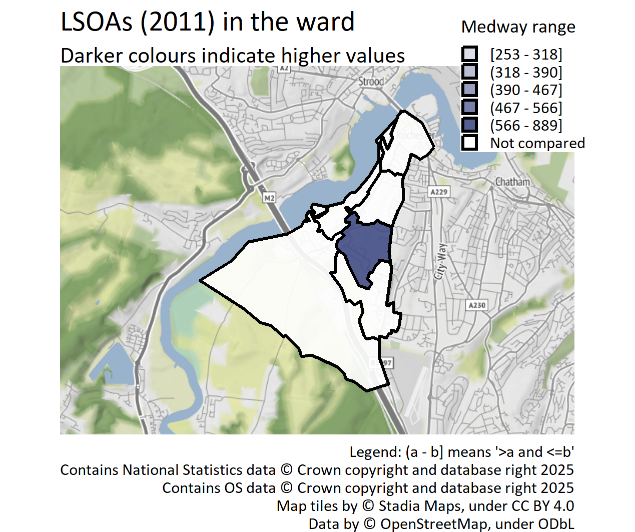 LSOAs (2011) in the ward
Darker colours indicate higher values
Medway range
[253 - 318]
(318 - 390]
(390 - 467]
(467 - 566]
(566 - 889]
Not compared
A2
Strood
M2
A229
Chatham
City Way
A230
Legend: (a - b] means '>a and <=b'
Contains National Statistics data © Crown copyright and database right 2025
Contains OS data © Crown copyright and database right 2025
Map tiles by © Stadia Maps, under CC BY 4.0
Data by © OpenStreetMap, under ODbL